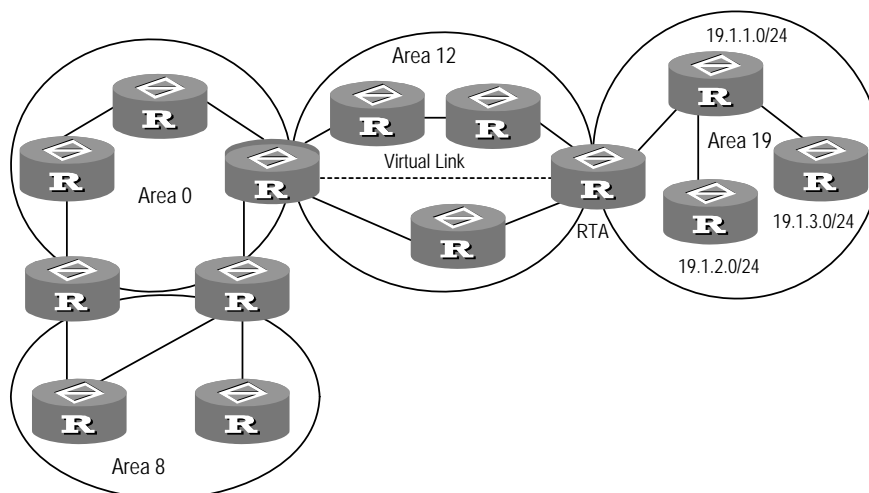 19.1.1.0/24
Area 12
R
R
R
Area 19
R
Virtual Link
R
R
R
R
Area 0
R
R
RTA
19.1.3.0/24
19.1.2.0/24
R
R
R
R
Area 8